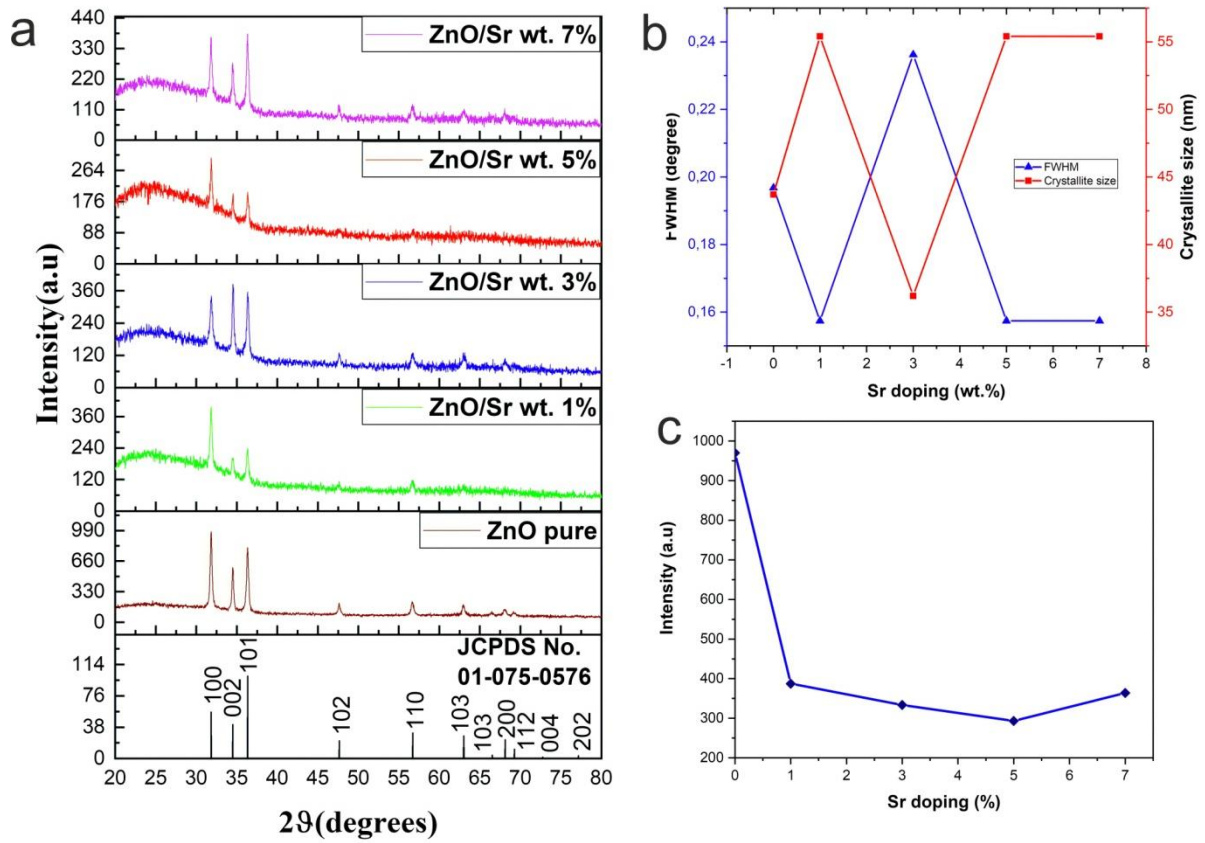 a
Intensity(a.u)
440
330
220
110
0
ZnO/Sr wt. 7%
264
176
88
0
ZnO/Sr wt. 5%
360
240
120
0
ZnO/Sr wt. 3%
360
240
120
0
ZnO/Sr wt. 1%
990
660
330
0
ZnO pure
114
76
38
0
JCPDS No.
01-075-0576
100
002
101
102
110
103
103
200
112
004
202
20 25 30 35 40 45 50 55 60 65 70 75 80
2ϑ(degrees)
b
FWHM (degree)
0,24
0,22
0,20
0,18
0,16
FWHM
Crystallite size
55
50
45
40
35
Crystallite size (nm)
-1 0 1 2 3 4 5 6 7 8
Sr doping (wt.%)
c
Intensity (a.u)
1000
900
800
700
600
500
400
300
200
0 1 2 3 4 5 6 7
Sr doping (%)